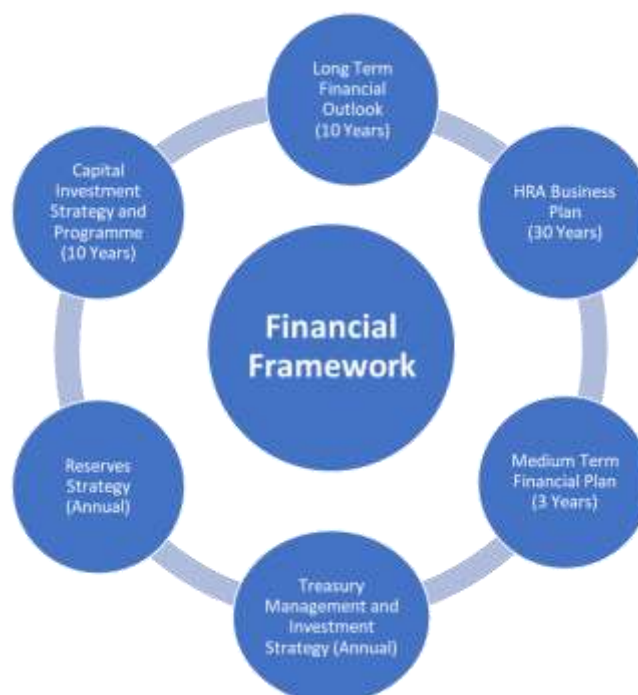 Long Term
Financial
Outlook
(10 Years)
HRA Business
Plan
(30 Years)
Medium Term
Financial Plan
(3 Years)
Treasury
Management and
Investment
Strategy (Annual)
Reserves
Strategy
(Annual)
Capital
Investment
Strategy and
Programme
(10 Years)
Financial
Framework